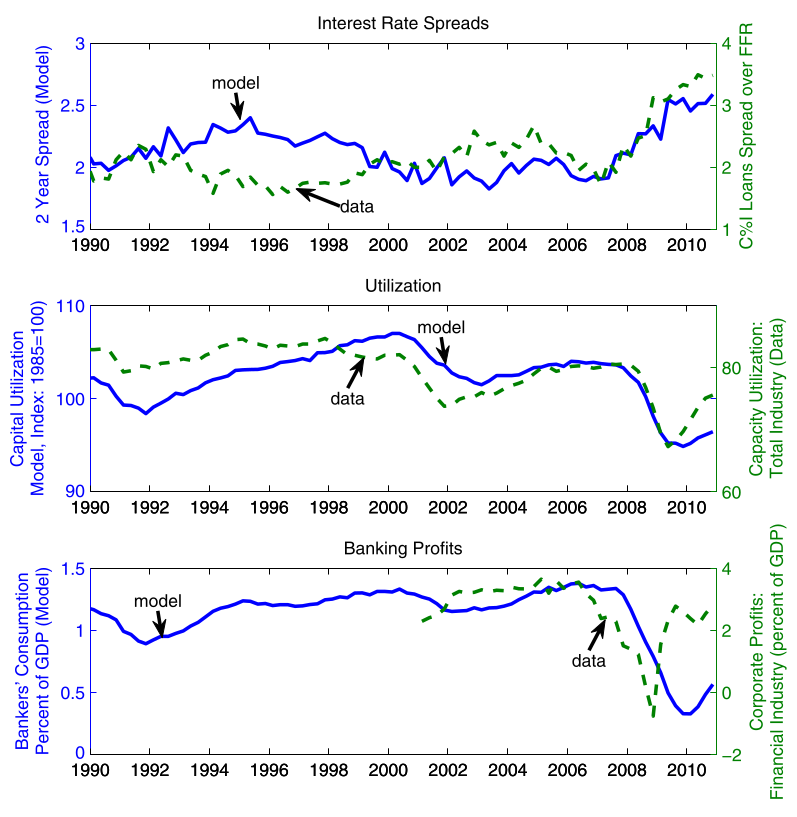 Interest Rate Spreads
2 Year Spread (Model)
3
2.5
2
1.5
model
data
4
3
2
1
C%I Loans Spread over FFR
1990 1992 1994 1996 1998 2000 2002 2004 2006 2008 2010
Utilization
Capital Utilization
Model, Index: 1985=100)
110
100
90
model
data
80
60
Capacity Utilization:
Total Industry (Data)
1990 1992 1994 1996 1998 2000 2002 2004 2006 2008 2010
Banking Profits
Bankers' Consumption
Percent of GDP (Model)
1.5
1
0.5
0
model
data
4
2
0
−2
Corporate Profits:
Financial Industry (percent of GDP)
1990 1992 1994 1996 1998 2000 2002 2004 2006 2008 2010